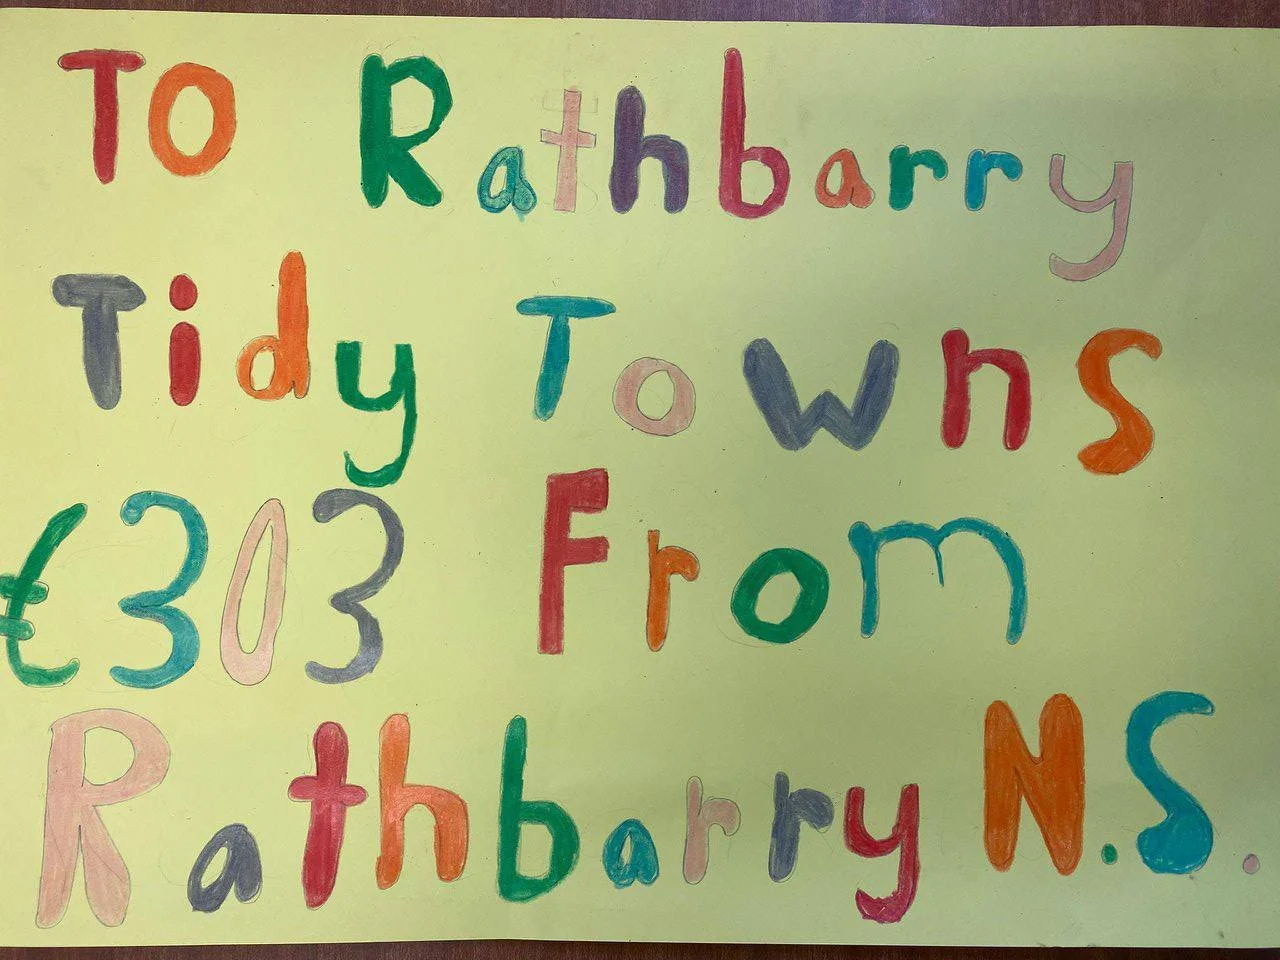 To Rathbarry
Tidy Towns
€303 From
Rathbarry N.S.